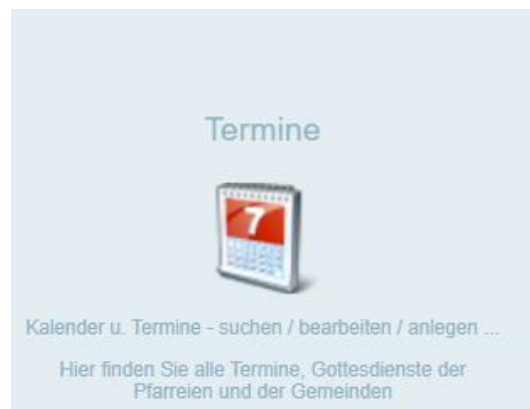 Termine
7
Kalender u. Termine - suchen / bearbeiten / anlegen ...
Hier finden Sie alle Termine, Gottesdienste der
Pfarreien und der Gemeinden